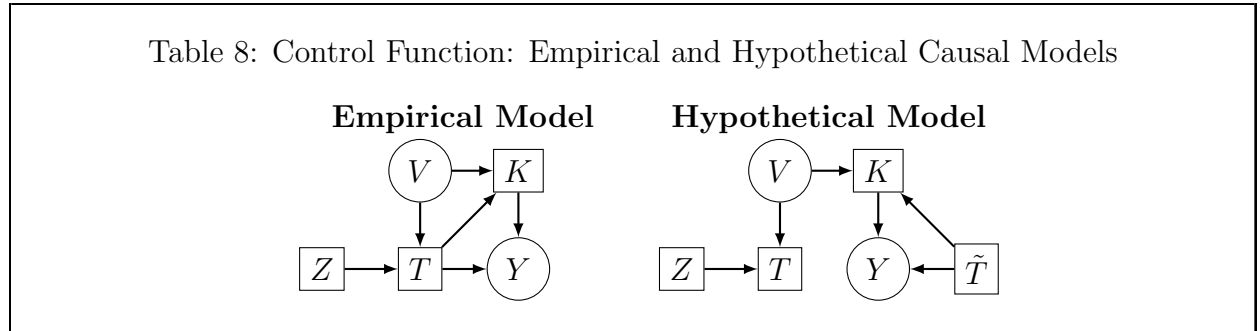 Table 8: Control Function: Empirical and Hypothetical Causal Models
Empirical Model Hypothetical Model
V K V K
Z T Y Z T Y T̃